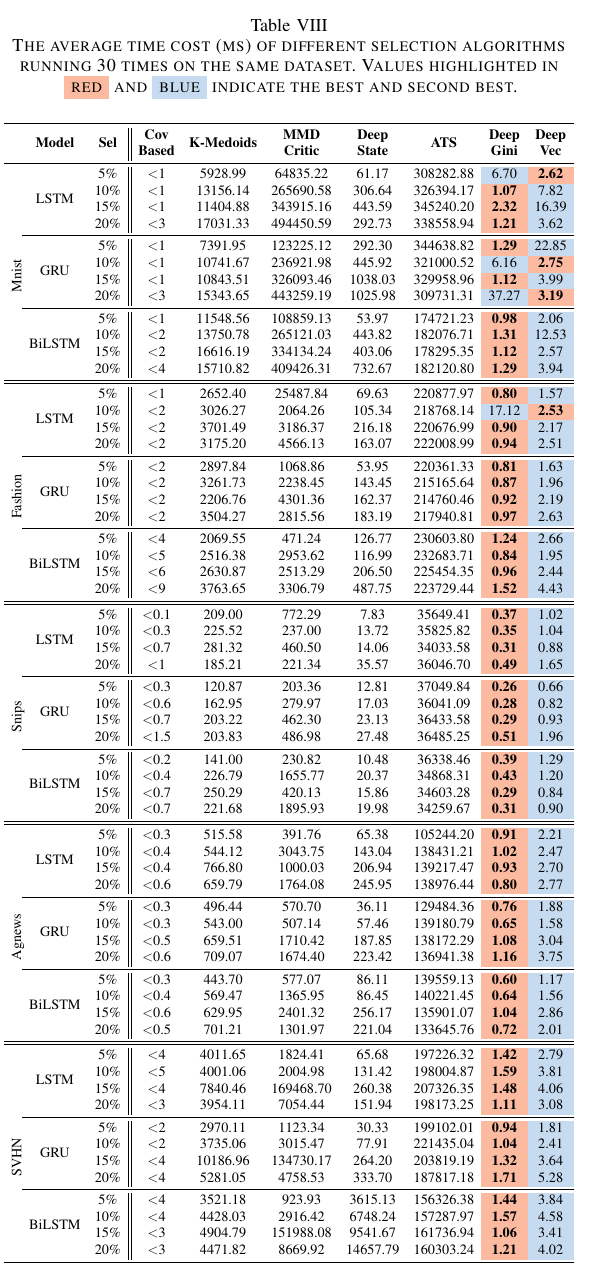 Table VIII
THE AVERAGE TIME COST (MS) OF DIFFERENT SELECTION ALGORITHMS
RUNNING 30 TIMES ON THE SAME DATASET. VALUES HIGHLIGHTED IN
RED AND BLUE INDICATE THE BEST AND SECOND BEST.
Model Sel Cov Based K-Medoids MMD Critic Deep State ATS Deep Gini Deep Vec
Mnist
LSTM
5% <1 5928.99 64835.22 61.17 308282.88 6.70 2.62
10% <1 13156.14 265690.58 306.64 326394.17 1.07 7.82
15% <1 11404.88 343915.16 443.59 345240.20 2.32 16.39
20% <3 17031.33 494450.59 292.73 338558.94 1.21 3.62
GRU
5% <1 7391.95 123225.12 292.30 344638.82 1.29 22.85
10% <1 10741.67 236921.98 445.92 321000.52 6.16 2.75
15% <1 10843.51 326093.46 1038.03 329958.96 1.12 3.99
20% <3 15343.65 443259.19 1025.98 309731.31 37.27 3.19
BiLSTM
5% <1 11548.56 108859.13 53.97 174721.23 0.98 2.06
10% <2 13750.78 265121.03 443.82 182076.71 1.31 12.53
15% <2 16616.19 334134.24 403.06 178295.35 1.12 2.57
20% <4 15710.82 409426.31 732.67 182120.80 1.29 3.94
Fashion
LSTM
5% <1 2652.40 25487.84 69.63 220877.97 0.80 1.57
10% <2 3026.27 2064.26 105.34 218768.14 17.12 2.53
15% <2 3701.49 3186.37 216.18 220676.99 0.90 2.17
20% <2 3175.20 4566.13 163.07 222008.99 0.94 2.51
GRU
5% <2 2897.84 1068.86 53.95 220361.33 0.81 1.63
10% <2 3261.73 2238.45 143.45 215165.64 0.87 1.96
15% <2 2206.76 4301.36 162.37 214760.46 0.92 2.19
20% <2 3504.27 2815.56 183.19 217940.81 0.97 2.63
BiLSTM
5% <4 2069.55 471.24 126.77 230603.80 1.24 2.66
10% <5 2516.38 2953.62 116.99 232683.71 0.84 1.95
15% <6 2630.87 2513.29 206.50 225454.35 0.96 2.44
20% <9 3763.65 3306.79 487.75 223729.44 1.52 4.43
Snips
LSTM
5% <0.1 209.00 772.29 7.83 35649.41 0.37 1.02
10% <0.3 225.52 237.00 13.72 35825.82 0.35 1.04
15% <0.7 281.32 460.50 14.06 34033.58 0.31 0.88
20% <1 185.21 221.34 35.57 36046.70 0.49 1.65
GRU
5% <0.3 120.87 203.36 12.81 37049.84 0.26 0.66
10% <0.6 162.95 279.97 17.03 36041.09 0.28 0.82
15% <0.7 203.22 462.30 23.13 36433.58 0.29 0.93
20% <1.5 203.83 486.98 27.48 36485.25 0.51 1.96
BiLSTM
5% <0.2 141.00 230.82 10.48 36338.46 0.39 1.29
10% <0.4 226.79 1655.77 20.37 34868.31 0.43 1.20
15% <0.7 250.29 420.13 15.86 34603.28 0.29 0.84
20% <0.7 221.68 1895.93 19.98 34259.67 0.31 0.90
Agnews
LSTM
5% <0.3 515.58 391.76 65.38 105244.20 0.91 2.21
10% <0.4 544.12 3043.75 143.04 138431.21 1.02 2.47
15% <0.4 766.80 1000.03 206.94 139217.47 0.93 2.70
20% <0.6 659.79 1764.08 245.95 138976.44 0.80 2.77
GRU
5% <0.3 496.44 570.70 36.11 129484.36 0.76 1.88
10% <0.3 543.00 507.14 57.46 139180.79 0.65 1.58
15% <0.5 659.51 1710.42 187.85 138172.29 1.08 3.04
20% <0.6 709.07 1674.40 223.42 136941.38 1.16 3.75
BiLSTM
5% <0.3 443.70 577.07 86.11 139559.13 0.60 1.17
10% <0.4 569.47 1365.95 86.45 140221.45 0.64 1.56
15% <0.6 629.95 2401.32 256.17 135901.07 1.04 2.86
20% <0.5 701.21 1301.97 221.04 133645.76 0.72 2.01
SVHN
LSTM
5% <4 4011.65 1824.41 65.68 197226.32 1.42 2.79
10% <5 4001.06 2004.98 131.42 198004.87 1.59 3.81
15% <4 7840.46 169468.70 260.38 207326.35 1.48 4.06
20% <3 3954.11 7054.44 151.94 198173.25 1.11 3.08
GRU
5% <2 2970.11 1123.34 30.33 199102.01 0.94 1.81
10% <2 3735.06 3015.47 77.91 221435.04 1.04 2.41
15% <4 10186.96 134730.17 264.20 203819.19 1.32 3.64
20% <4 5281.05 4758.53 333.70 187817.18 1.71 5.28
BiLSTM
5% <4 3521.18 923.93 3615.13 156326.38 1.44 3.84
10% <4 4428.03 2916.42 6748.24 157287.97 1.57 4.58
15% <3 4904.79 151988.08 9541.67 161736.94 1.06 3.41
20% <3 4471.82 8669.92 14657.79 160303.24 1.21 4.02